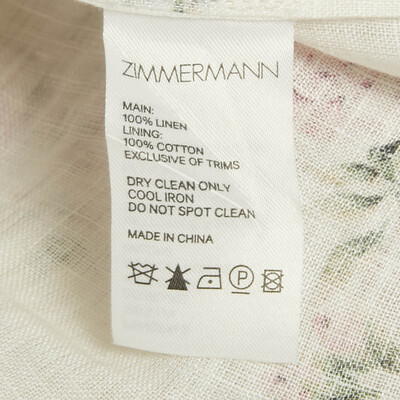 ZIMMERMANN
MAIN:
100% LINEN
LINING:
100% COTTON
EXCLUSIVE OF TRIMS
DRY CLEAN ONLY
COOL IRON
DO NOT SPOT CLEAN
MADE IN CHINA
P